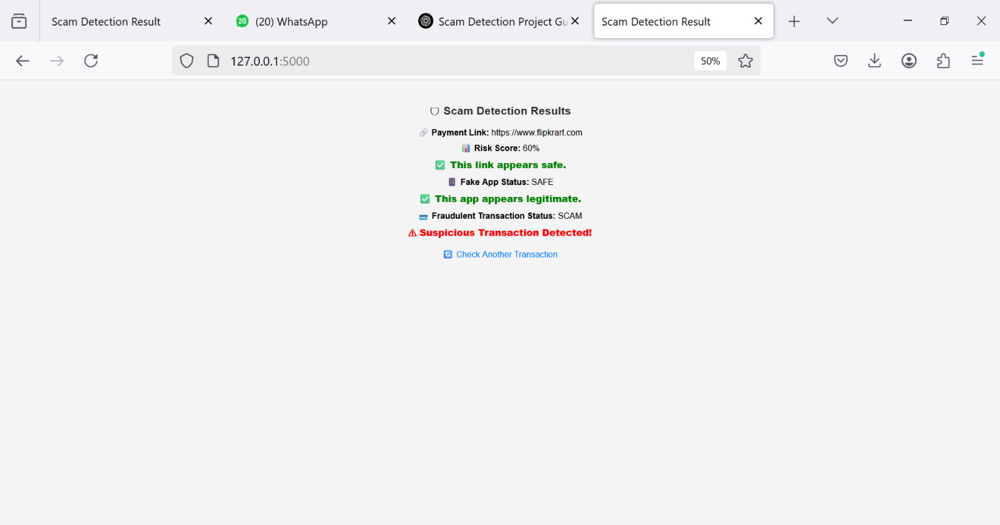 Scam Detection Result
20
(20) WhatsApp
Scam Detection Project Gu
Scam Detection Result
127.0.0.1:5000
50%
Scam Detection Results
Payment Link: https://www.flipkrart.com
Risk Score: 60%
This link appears safe.
Fake App Status: SAFE
This app appears legitimate.
Fraudulent Transaction Status: SCAM
Suspicious Transaction Detected!
Check Another Transaction